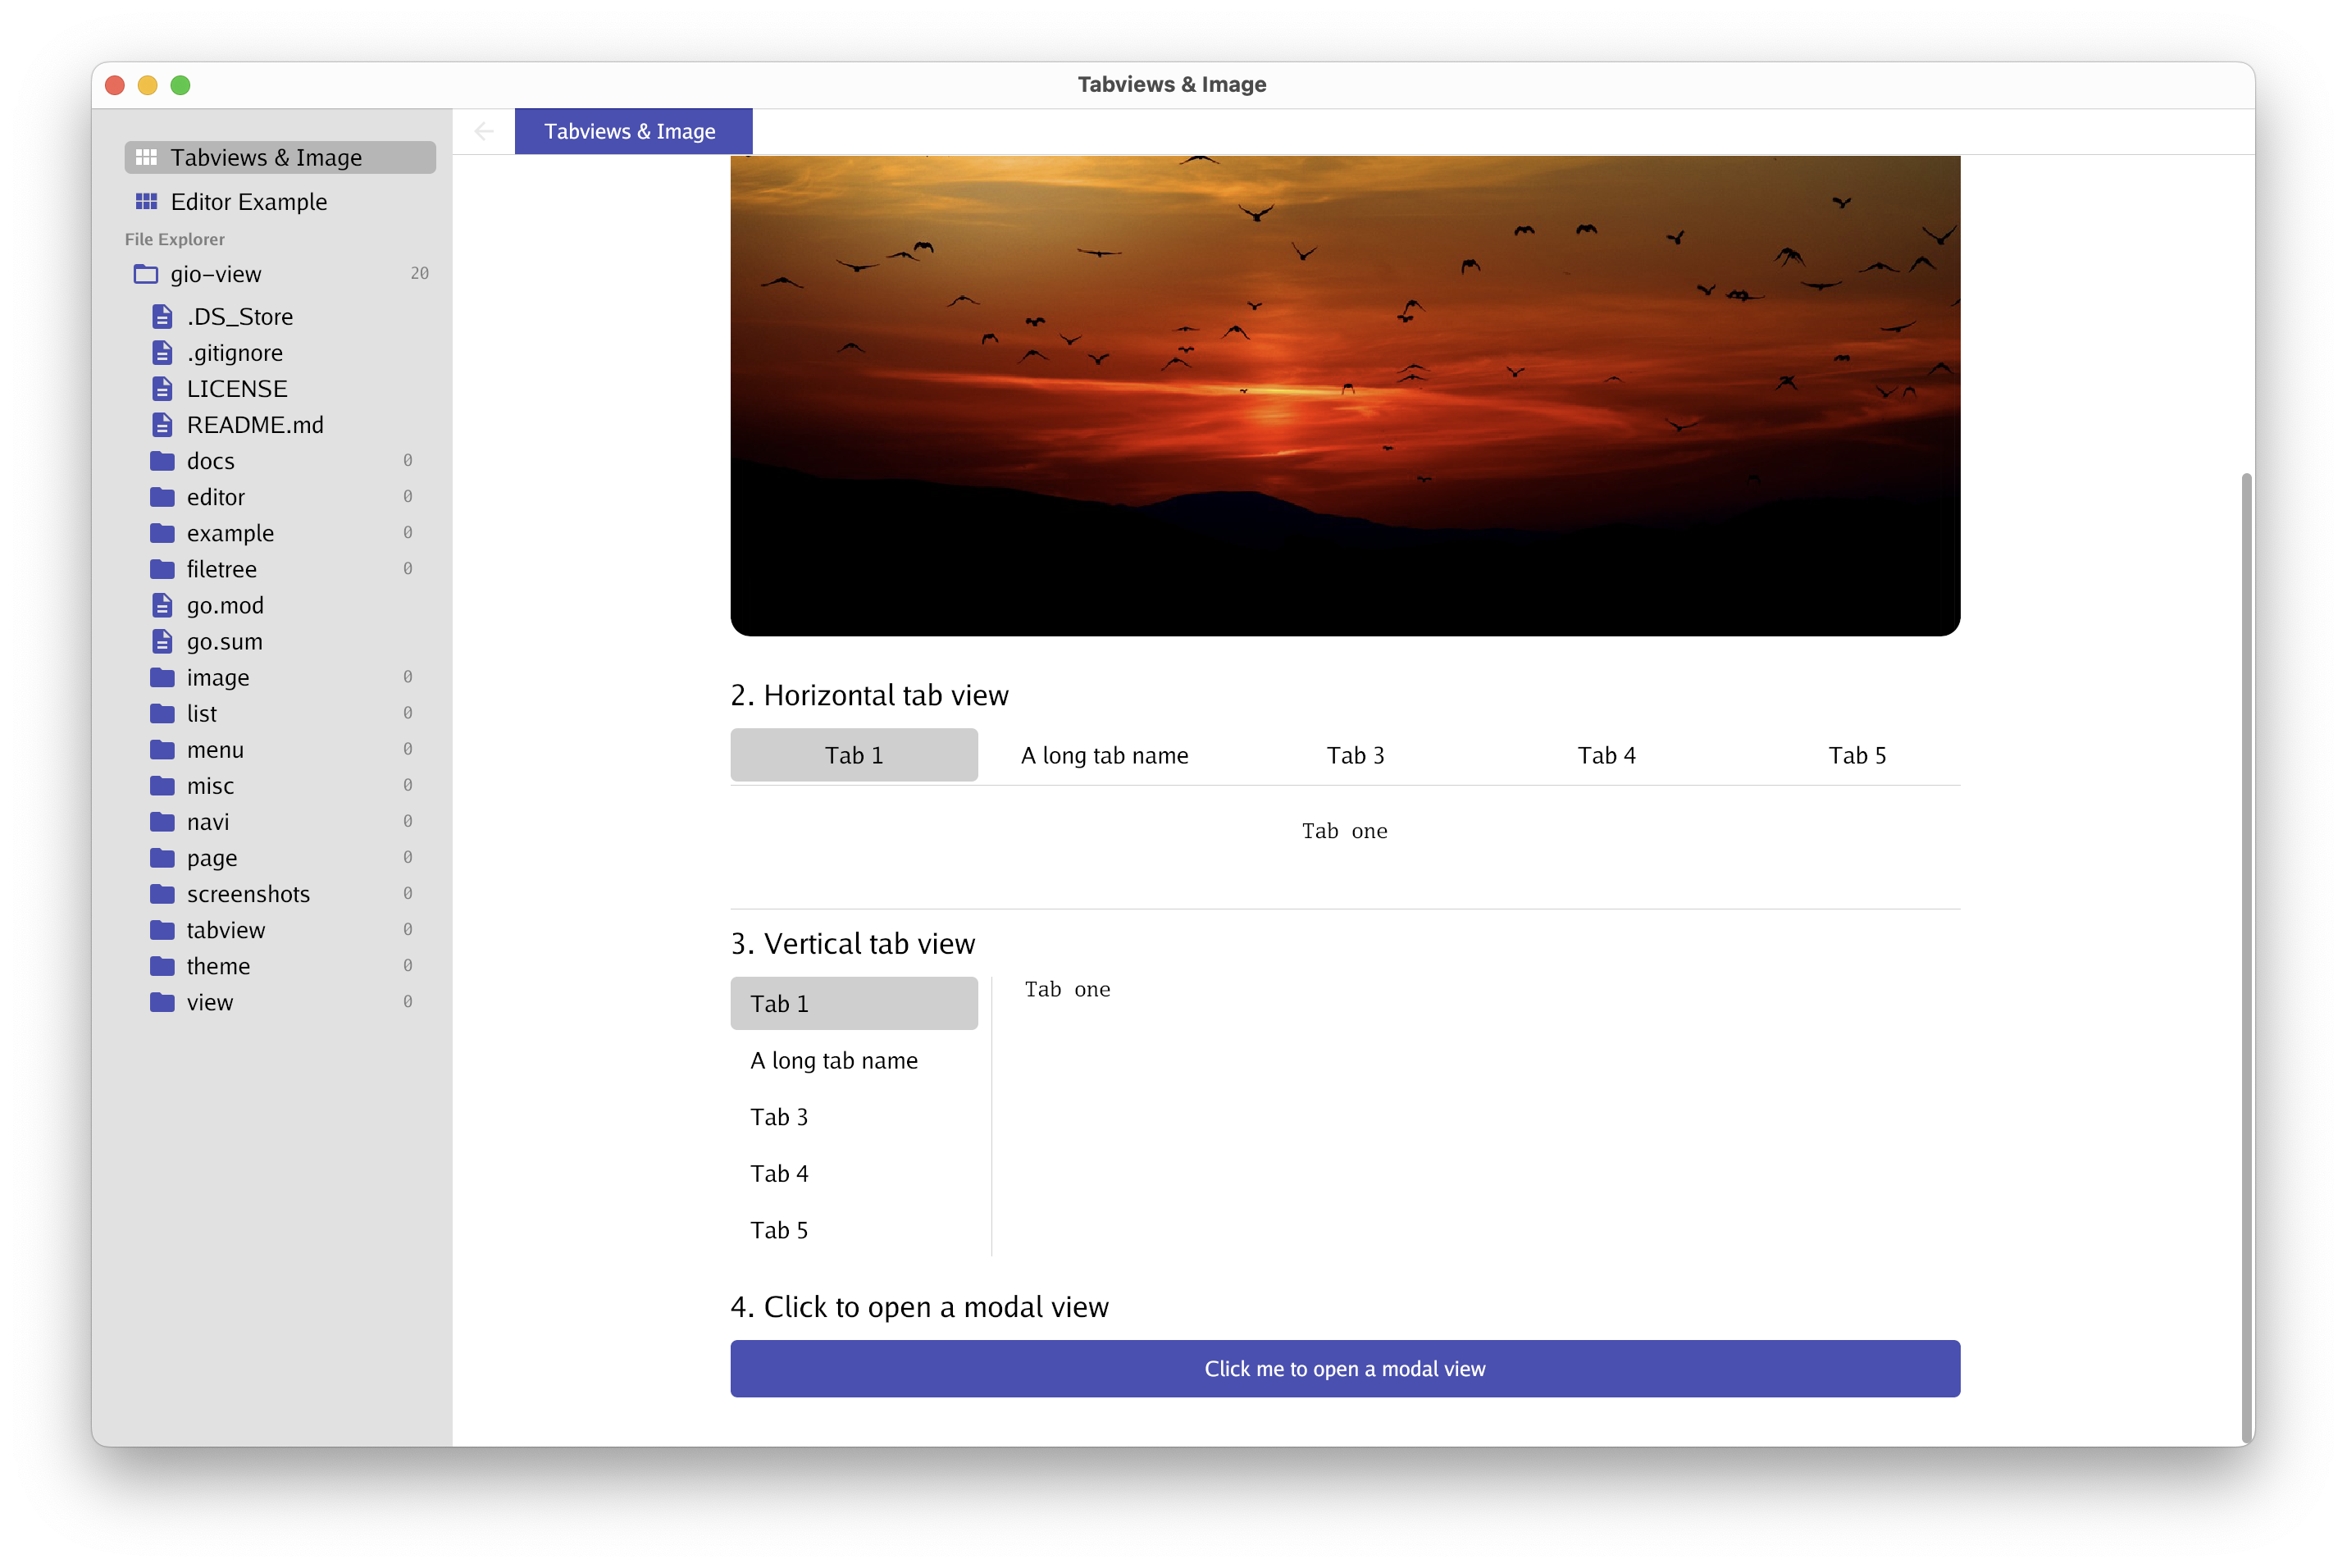 Tabviews & Image
Tabviews & Image
Editor Example
File Explorer
gio-view 20
.DS_Store
.gitignore
LICENSE
README.md
docs 0
editor 0
example 0
filetree 0
go.mod
go.sum
image 0
list 0
menu 0
misc 0
navi 0
page 0
screenshots 0
tabview 0
theme 0
view 0
Tabviews & Image
2. Horizontal tab view
Tab 1 A long tab name Tab 3 Tab 4 Tab 5
Tab one
3. Vertical tab view
Tab 1
A long tab name
Tab 3
Tab 4
Tab 5
Tab one
4. Click to open a modal view
Click me to open a modal view